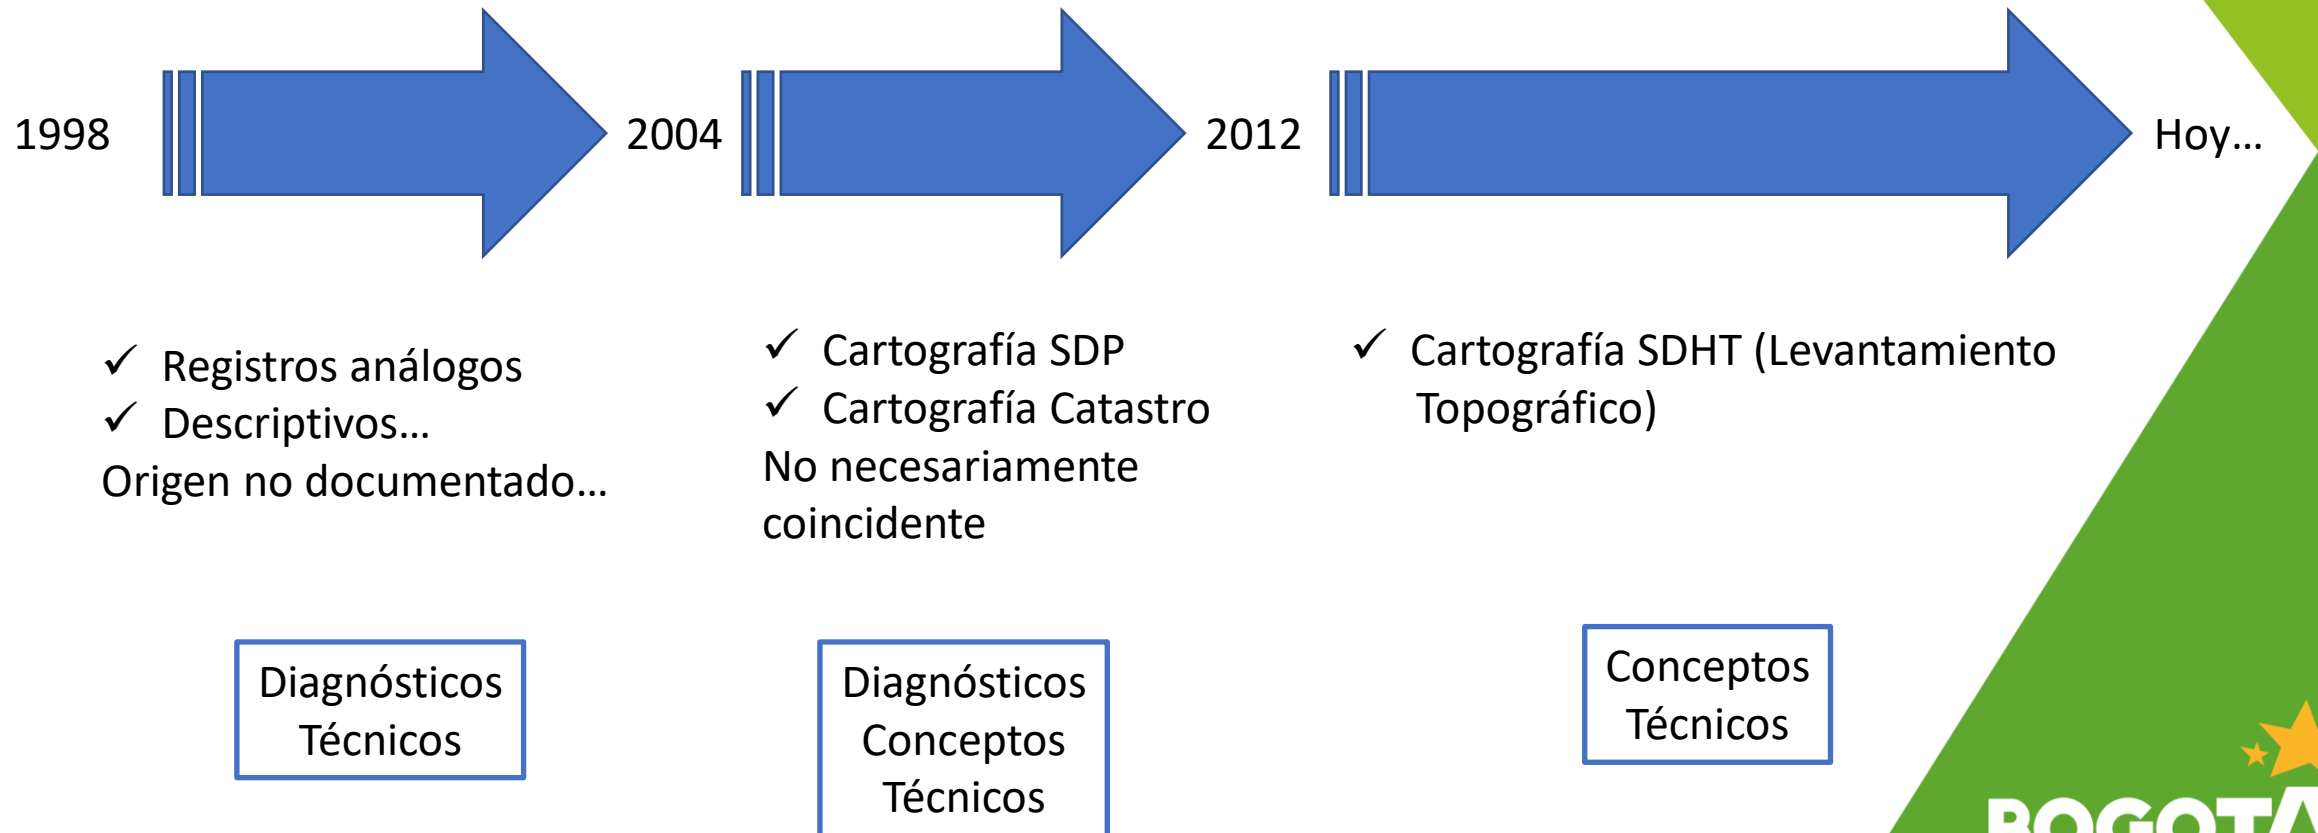 1998
2004
2012
Hoy...
✓ Registros análogos
✓ Descriptivos...
Origen no documentado...
✓ Cartografía SDP
✓ Cartografía Catastro
No necesariamente
coincidente
✓ Cartografía SDHT (Levantamiento
Topográfico)
Diagnósticos
Técnicos
Diagnósticos
Conceptos
Técnicos
Conceptos
Técnicos
BOGOTA